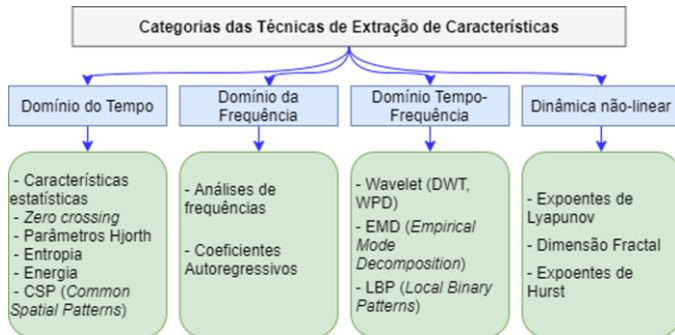 Categorias das Técnicas de Extração de Características
Domínio do Tempo
Domínio da
Frequência
Domínio Tempo-
Frequência
Dinâmica não-linear
- Características
estatísticas
- Zero crossing
- Parâmetros Hjorth
- Entropia
- Energia
- CSP (Common
Spatial Patterns)
- Análises de
frequências
- Coeficientes
Autoregressivos
- Wavelet (DWT,
WPD)
- EMD (Empirical
Mode
Decomposition)
- LBP (Local Binary
Patterns)
- Expoentes de
Lyapunov
- Dimensão Fractal
- Expoentes de
Hurst